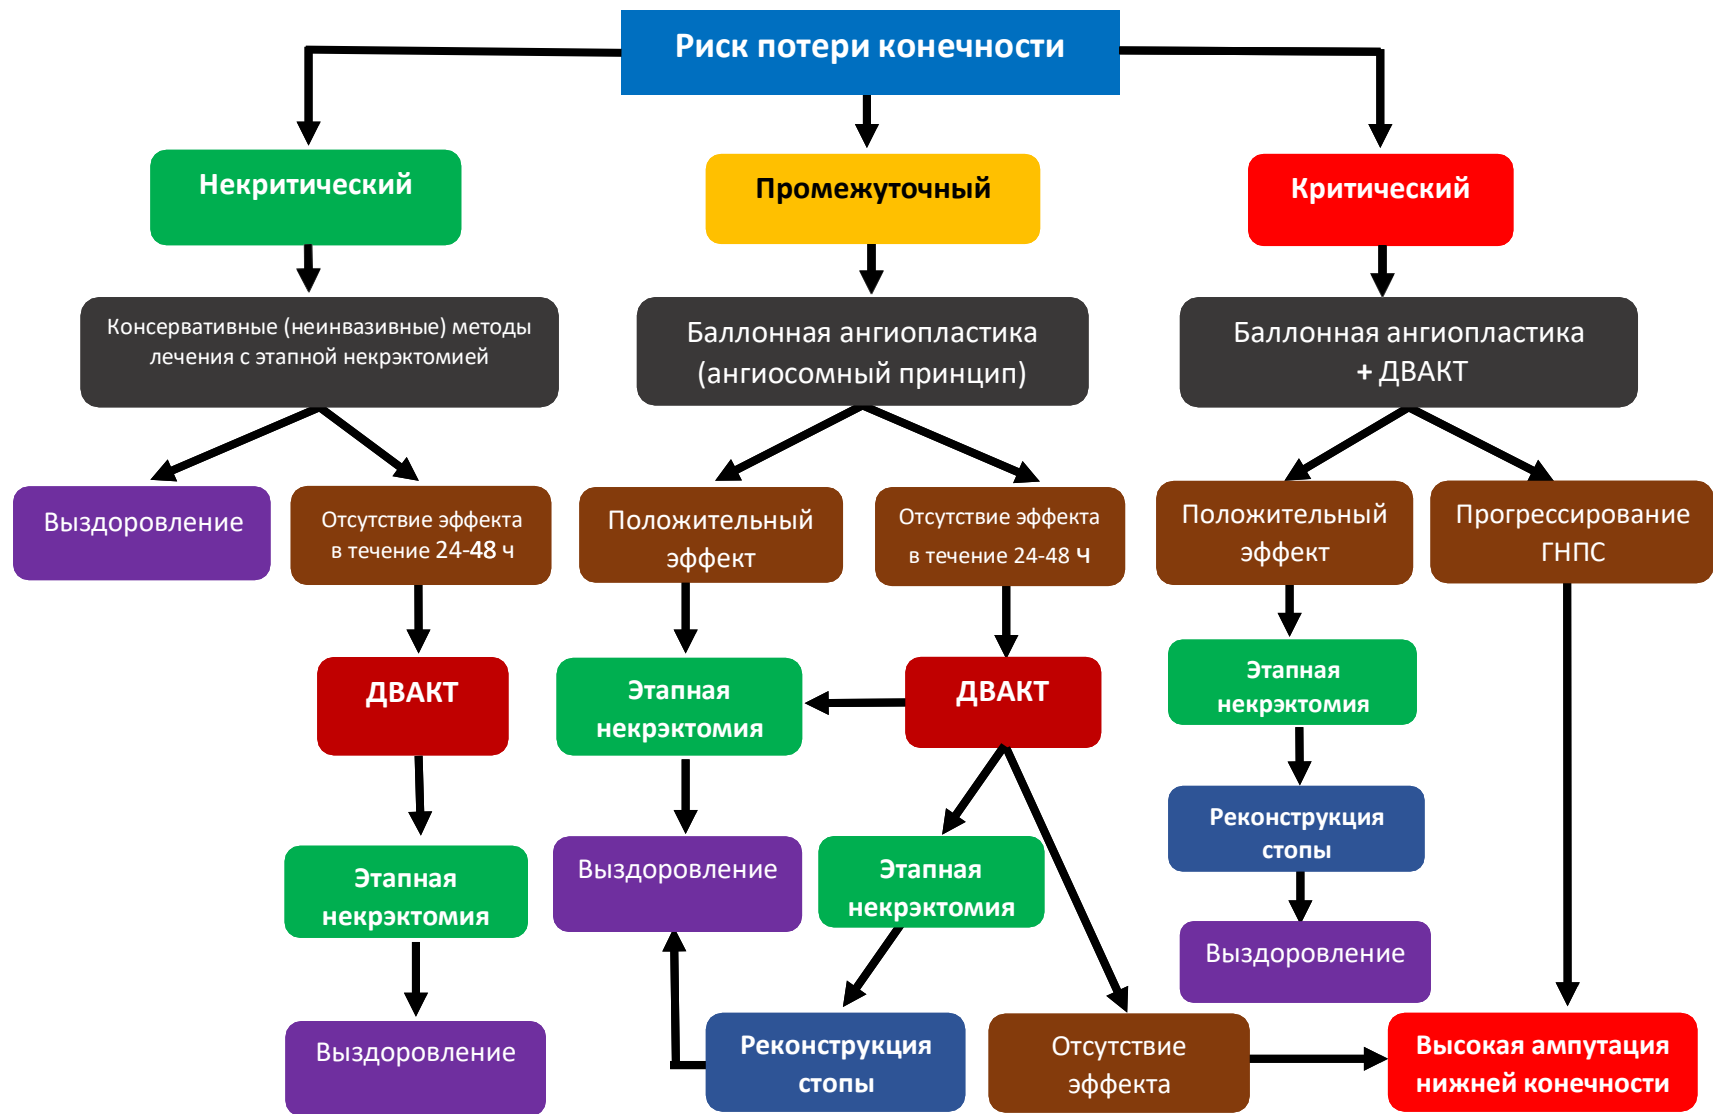 Риск потери конечности
Некритический
Промежуточный
Критический
Консервативные (неинвазивные) методы
лечения с этапной некрэктомией
Баллонная ангиопластика
(ангиосомный принцип)
Баллонная ангиопластика
+ ДВАКТ
Выздоровление
Отсутствие эффекта
в течение 24-48 ч
Положительный
эффект
Отсутствие эффекта
в течение 24-48 ч
Положительный
эффект
Прогрессирование
ГНПС
ДВАКТ
Этапная
некрэктомия
ДВАКТ
Этапная
некрэктомия
Этапная
некрэктомия
Выздоровление
Этапная
некрэктомия
Реконструкция
стопы
Выздоровление
Выздоровление
Реконструкция
стопы
Отсутствие
эффекта
Высокая ампутация
нижней конечности